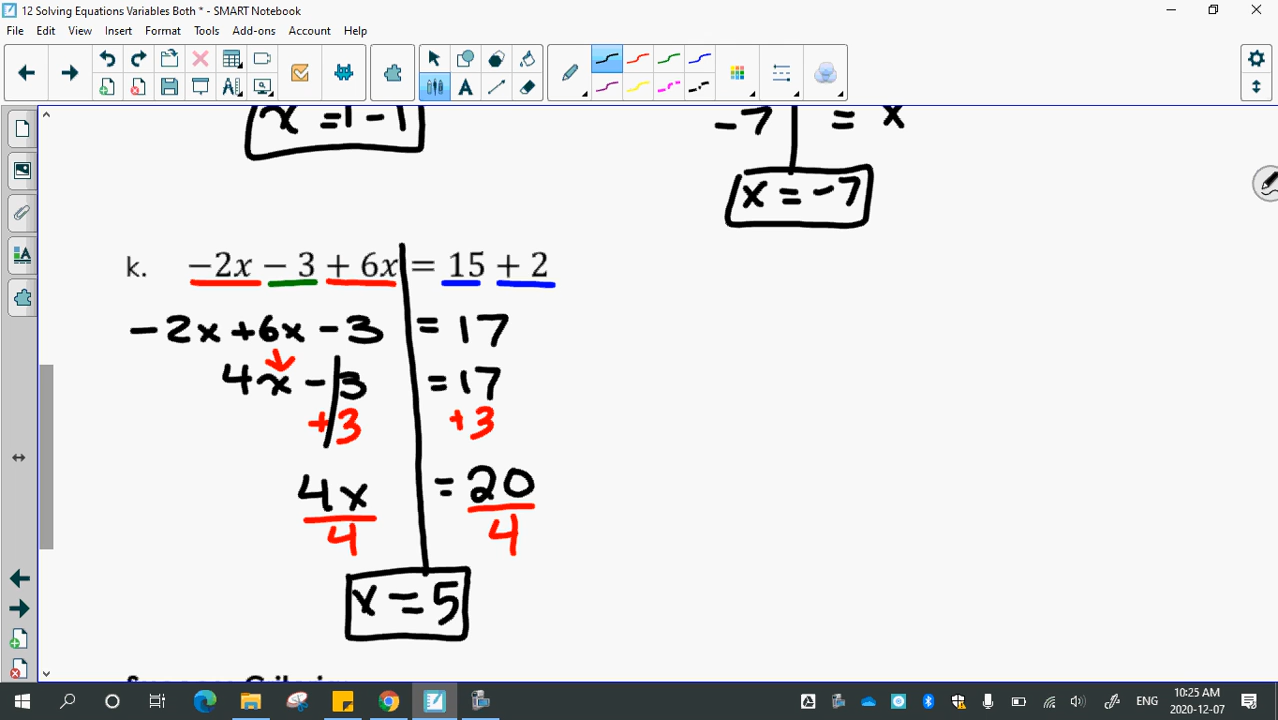 12 Solving Equations Variables Both * - SMART Notebook
File Edit View Insert Format Tools Add-ons Account Help
-7 = x
x = -7
k. −2x − 3 + 6x = 15 + 2
-2x +6x -3 = 17
4x - 3 = 17
+3 +3
4x = 20
4 4
x = 5
ENG
10:25 AM
2020-12-07